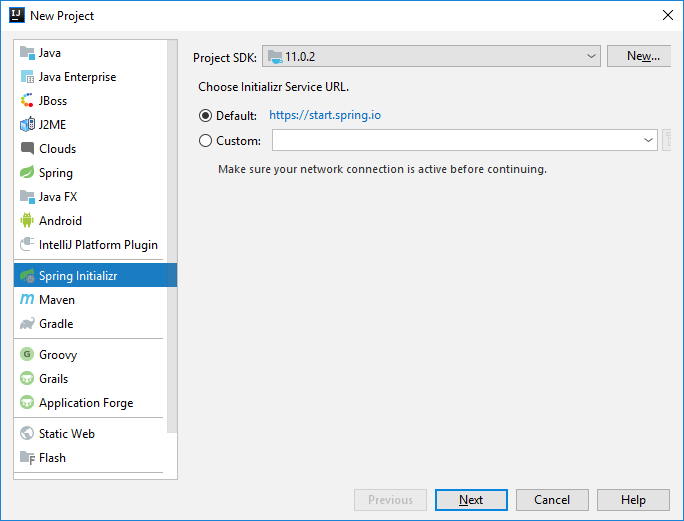 IJ New Project
Java
Java Enterprise
JBoss
J2ME
Clouds
Spring
Java FX
Android
IntelliJ Platform Plugin
Spring Initializr
Maven
Gradle
G Groovy
Grails
Application Forge
Static Web
Flash
Project SDK: 11.0.2 New...
Choose Initializr Service URL.
Default: https://start.spring.io
Custom:
Make sure your network connection is active before continuing.
Previous Next Cancel Help